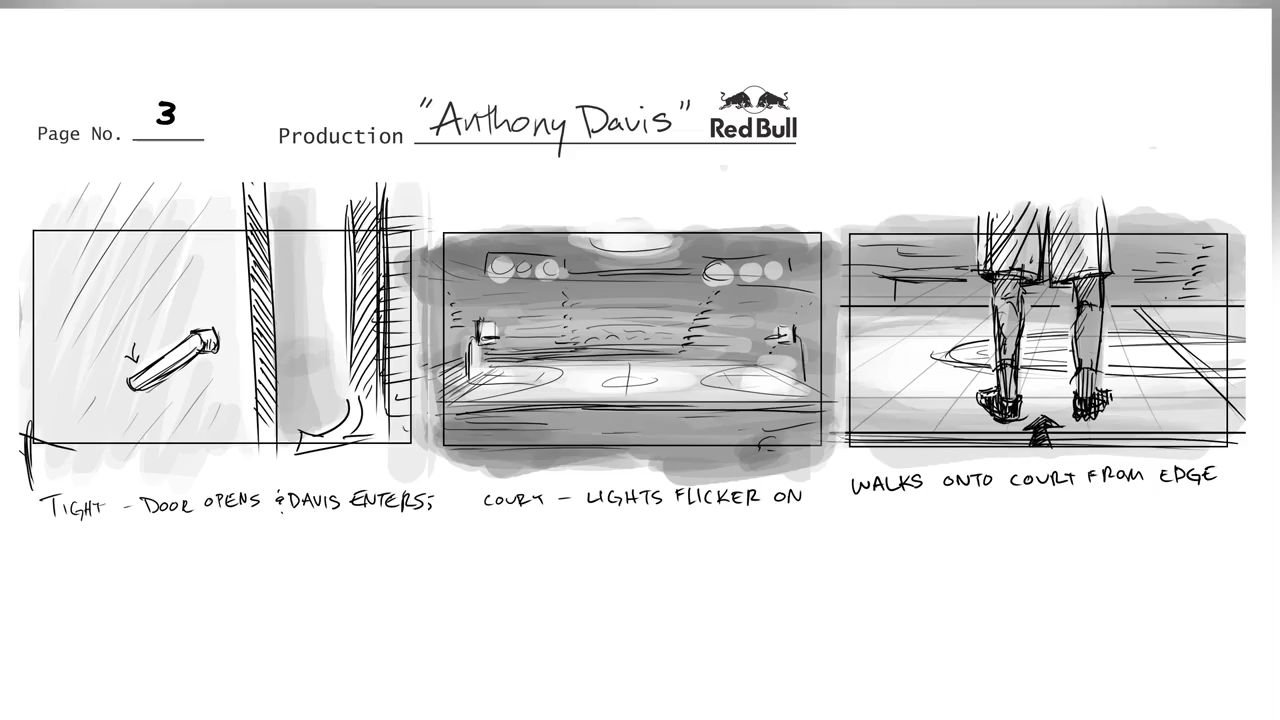 Page No. 3
Production "Anthony Davis" Red Bull
TIGHT - DOOR OPENS & DAVIS ENTERS;
COURT - LIGHTS FLICKER ON
WALKS ONTO COURT FROM EDGE